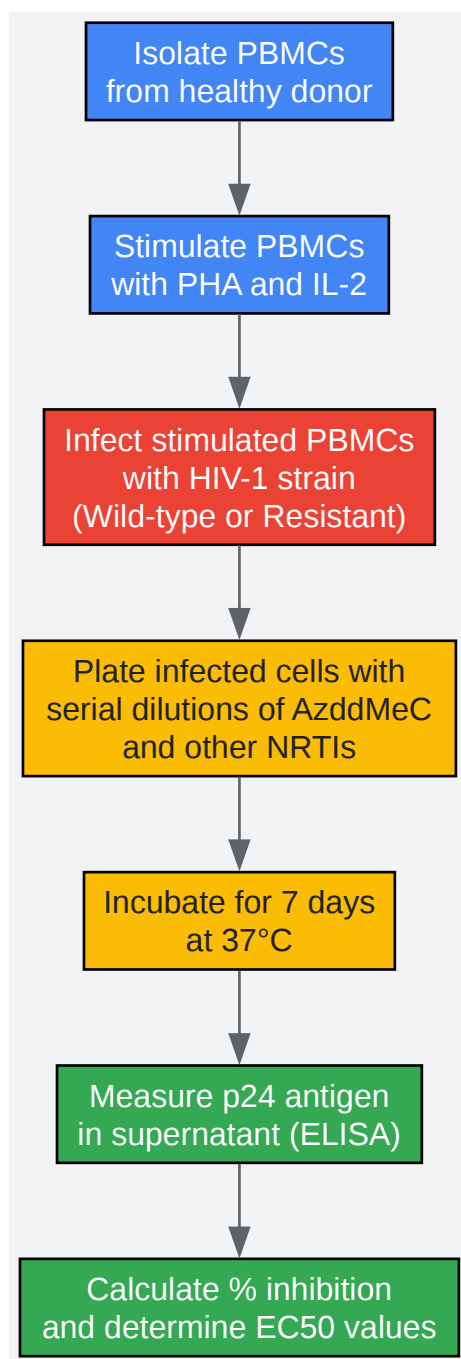 Isolate PBMCs
from healthy donor
Stimulate PBMCs
with PHA and IL-2
Infect stimulated PBMCs
with HIV-1 strain
(Wild-type or Resistant)
Plate infected cells with
serial dilutions of AzddMeC
and other NRTIs
Incubate for 7 days
at 37°C
Measure p24 antigen
in supernatant (ELISA)
Calculate % inhibition
and determine EC50 values